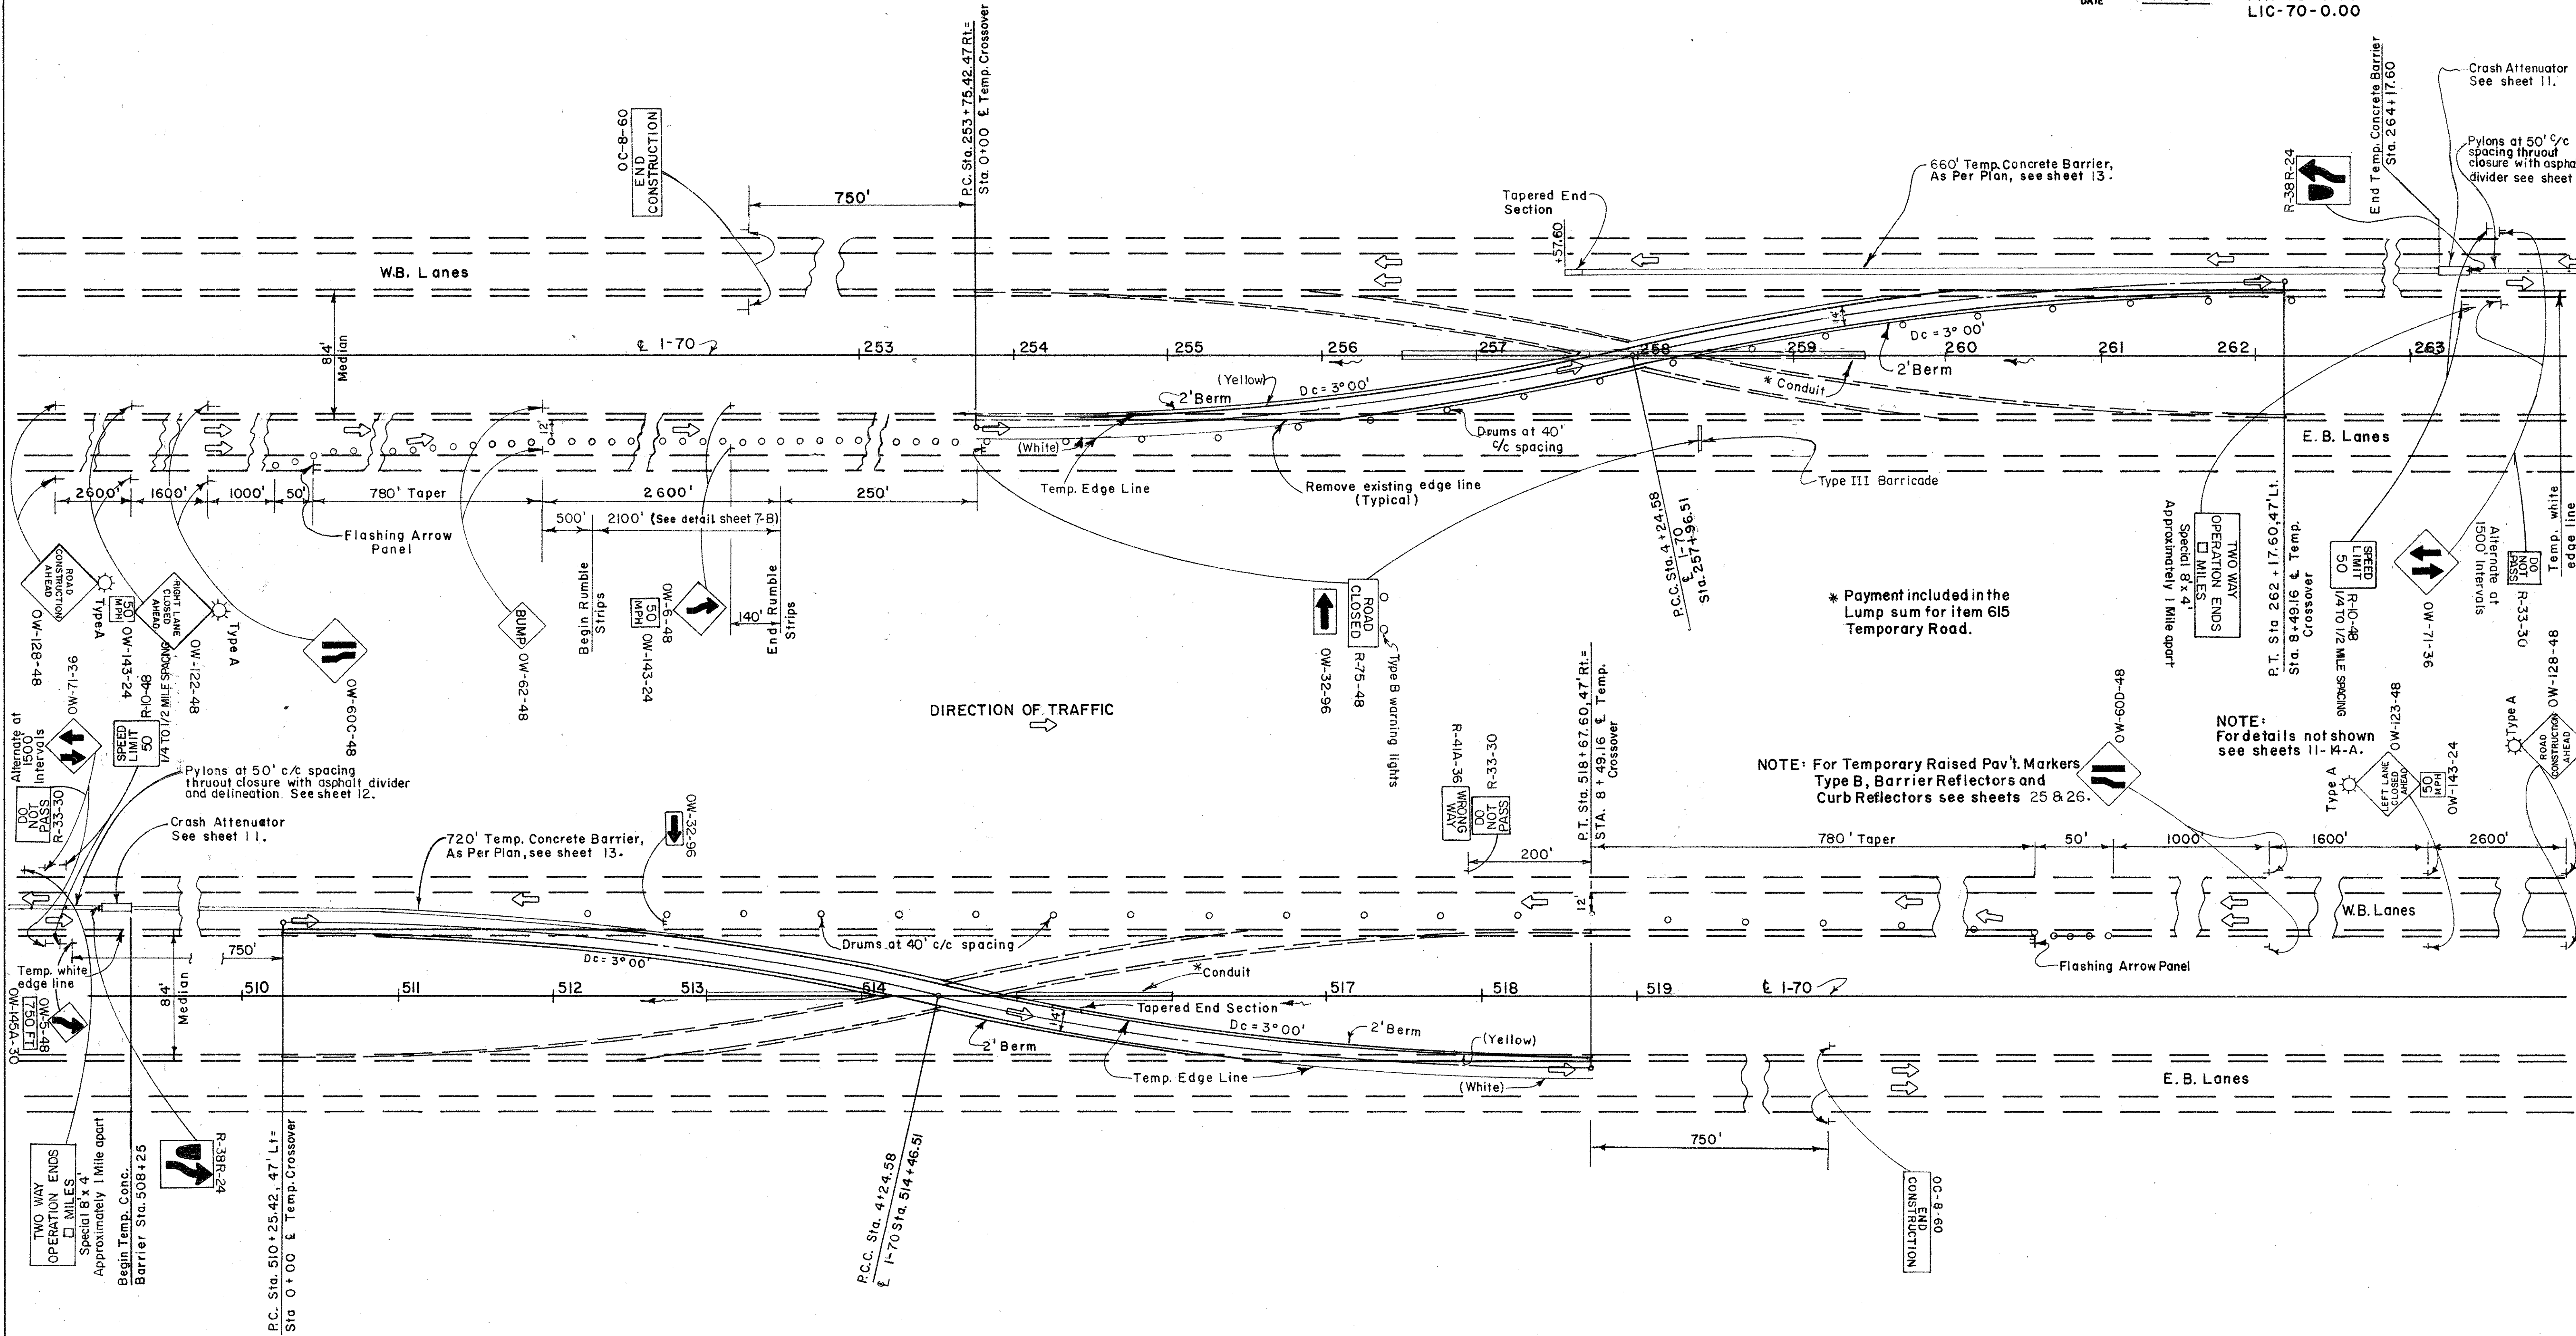 DATE
LIC-70-0.00
OC-8-60
END
CONSTRUCTION
750'
P.C. Sta. 253+75.42.47 Rt.=
Sta. 0+00 ℄ Temp. Crossover
Tapered End
Section
+57.60
660' Temp. Concrete Barrier,
As Per Plan, see sheet 13.
R-38R-24
End Temp. Concrete Barrier
Sta. 264+17.60
Crash Attenuator
See sheet 11.
Pylons at 50' c/c
spacing thruout
closure with aspha
divider see sheet
W.B. Lanes
84'
Median
℄ I-70
253
254
255
256
257
258
259
260
261
262
263
(Yellow)
2' Berm
Dc = 3° 00'
14'
Dc = 3° 00'
2' Berm
* Conduit
12'
(White)
Temp. Edge Line
Drums at 40'
c/c spacing
Remove existing edge line
(Typical)
E. B. Lanes
Type III Barricade
2600'
1600'
1000'
50'
780' Taper
2600'
250'
500'
2100' (See detail sheet 7-B)
140'
Flashing Arrow
Panel
Begin Rumble
Strips
End Rumble
Strips
ROAD
CONSTRUCTION
AHEAD
Type A
OW-128-48
50
MPH
OW-143-24
RIGHT LANE
CLOSED
AHEAD
Type A
OW-122-48
OW-60C-48
BUMP
OW-62-48
OW-6-48
50
MPH
OW-143-24
OW-32-96
ROAD
CLOSED
R-75-48
Type B warning lights
P.C.C. Sta. 4+24.58
℄ I-70
Sta. 257+96.51
* Payment included in the
Lump sum for item 615
Temporary Road.
TWO WAY
OPERATION ENDS
□ MILES
Special 8' x 4'
Approximately 1 Mile apart
P.T. Sta 262+17.60,47' Lt.
Sta. 8+49.16 ℄ Temp.
Crossover
SPEED
LIMIT
50
R-10-48
1/4 TO 1/2 MILE SPACING
OW-71-36
Alternate at
1500' Intervals
DO
NOT
PASS
R-33-30
Temp. white
edge line
DIRECTION OF TRAFFIC
Alternate at
1500'
Intervals
OW-71-36
DO
NOT
PASS
R-33-30
SPEED
LIMIT
50
R-10-48
1/4 TO 1/2 MILE SPACING
Pylons at 50' c/c spacing
thruout closure with asphalt divider
and delineation. See sheet 12.
Crash Attenuator
See sheet 11.
720' Temp. Concrete Barrier,
As Per Plan, see sheet 13.
OW-32-96
R-41A-36
WRONG
WAY
R-33-30
DO
NOT
PASS
200'
P.T. Sta. 518+67.60,47' Rt.=
STA. 8+49.16 ℄ Temp.
Crossover
NOTE: For Temporary Raised Pav't. Markers
Type B, Barrier Reflectors and
Curb Reflectors see sheets 25 & 26.
OW-60D-48
NOTE:
For details not shown
see sheets 11-14-A.
Type A
LEFT LANE
CLOSED
AHEAD
OW-123-48
50
MPH
OW-143-24
Type A
ROAD
CONSTRUCTION
AHEAD
OW-128-48
780' Taper
50'
1000'
1600'
2600'
12'
W.B. Lanes
Flashing Arrow Panel
Drums at 40' c/c spacing
Temp. white
edge line
750'
84'
Median
Dc = 3° 00'
*Conduit
510
511
512
513
514
517
518
519
℄ I-70
Tapered End Section
14'
Dc = 3° 00'
2' Berm
2' Berm
(Yellow)
Temp. Edge Line
(White)
E. B. Lanes
OW-145A-30
750 FT
OW-5-48
750'
OC-8-60
END
CONSTRUCTION
TWO WAY
OPERATION ENDS
□ MILES
Special 8' x 4'
Approximately 1 Mile apart
Begin Temp. Conc.
Barrier Sta. 508+25
R-38R-24
P.C. Sta. 510+25.42, 47' Lt =
Sta 0+00 ℄ Temp. Crossover
P.C.C. Sta. 4+24.58
℄ I-70 Sta. 514+46.51